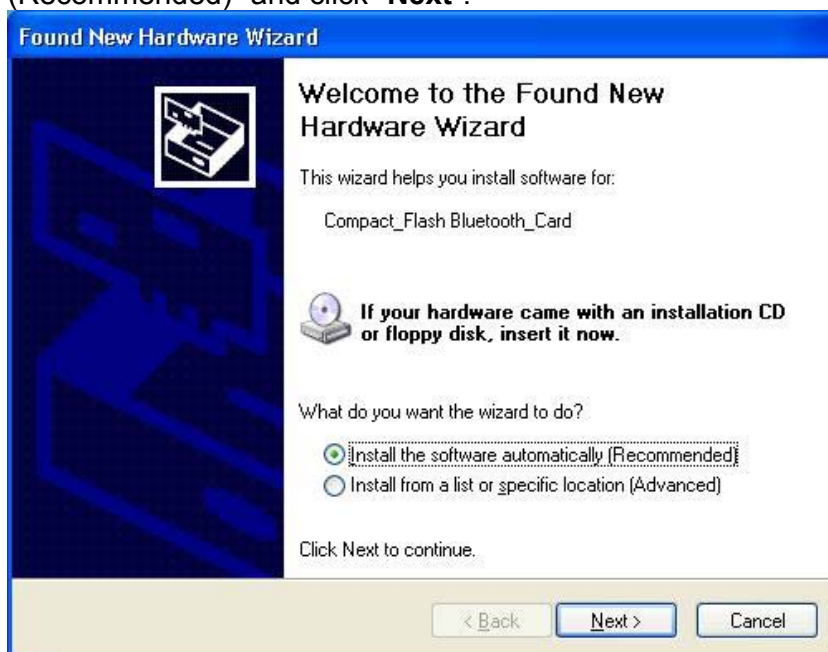 (Recommended)" and click "Next".
Found New Hardware Wizard
Welcome to the Found New
Hardware Wizard
This wizard helps you install software for:
Compact_Flash Bluetooth_Card
If your hardware came with an installation CD
or floppy disk, insert it now.
What do you want the wizard to do?
Install the software automatically (Recommended)
Install from a list or specific location (Advanced)
Click Next to continue.
< Back
Next >
Cancel